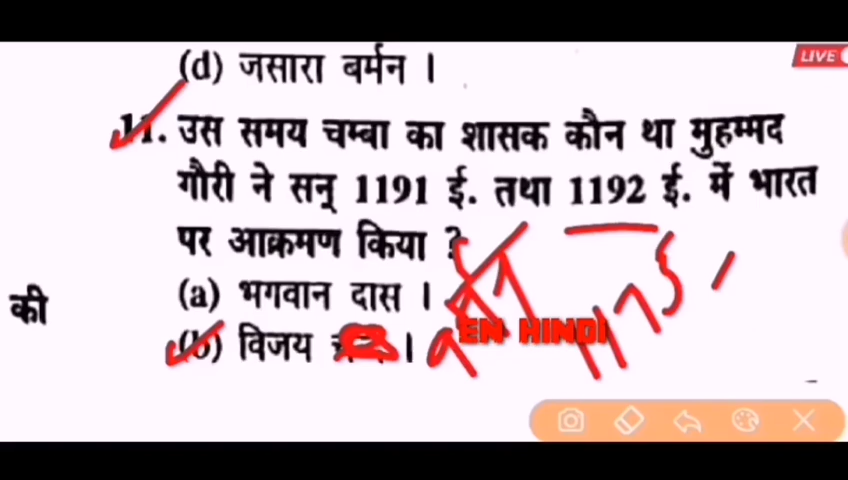 (d) जसारा बर्मन ।
LIVE
11. उस समय चम्बा का शासक कौन था मुहम्मद
गौरी ने सन् 1191 ई. तथा 1192 ई. में भारत
पर आक्रमण किया ?
की
(a) भगवान दास ।
1175
EN HINDI
(b) विजय ।